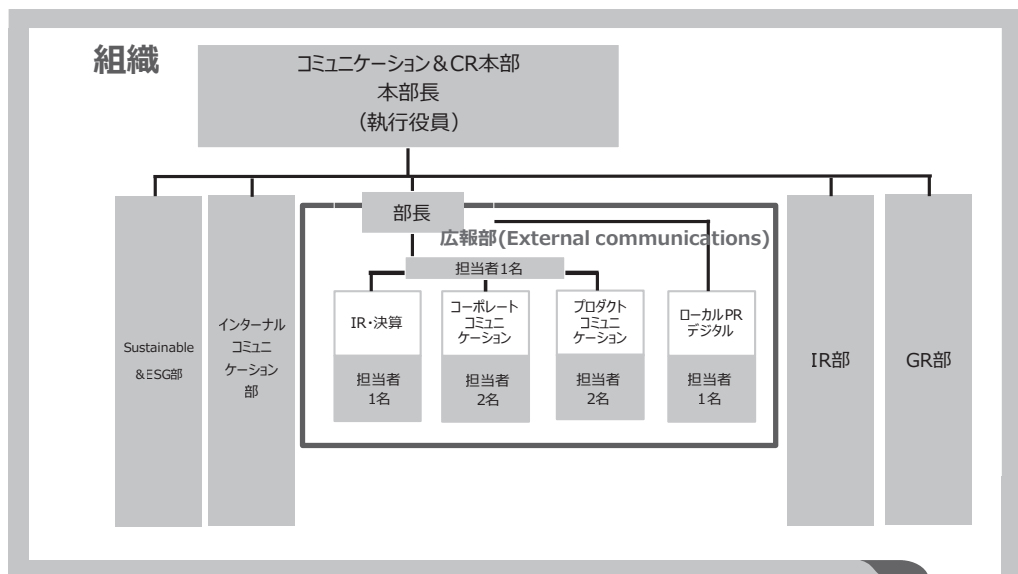 組織
コミュニケーション&CR本部
本部長
(執行役員)
部長
広報部(External communications)
担当者1名
Sustainable
&ESG部
インターナル
コミュニ
ケーション
部
IR・決算
担当者
1名
コーポレート
コミュニ
ケーション
担当者
2名
プロダクト
コミュニ
ケーション
担当者
2名
ローカルPR
デジタル
担当者
1名
IR部
GR部